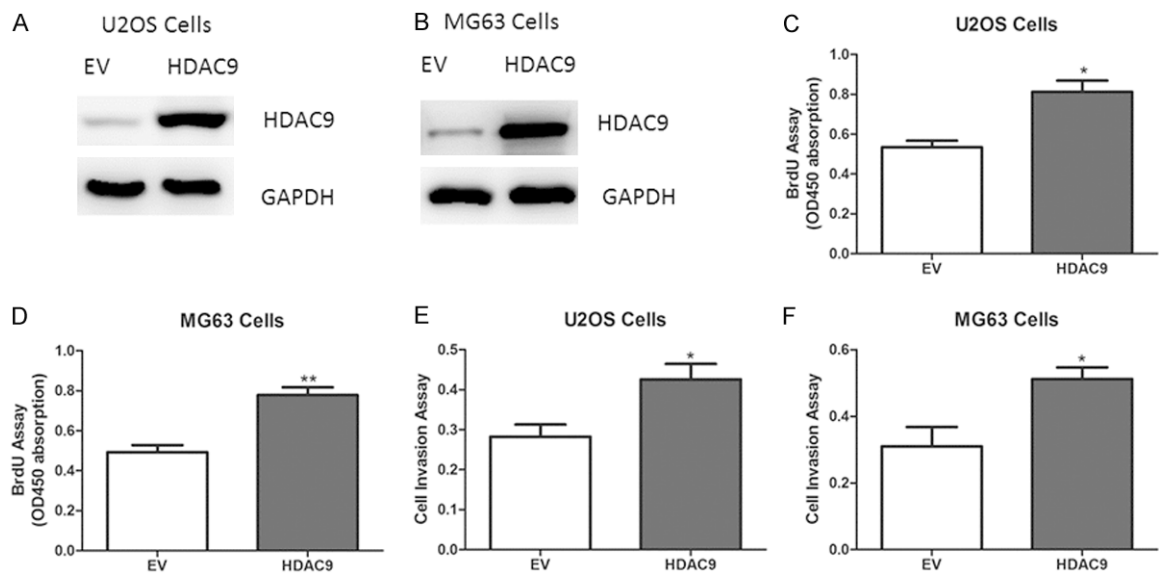 A
U2OS Cells
EV HDAC9
HDAC9
GAPDH
B
MG63 Cells
EV HDAC9
HDAC9
GAPDH
C
U2OS Cells
BrdU Assay
(OD450 absorption)
1.0
0.8
0.6
0.4
0.2
0.0
*
EV HDAC9
D
MG63 Cells
BrdU Assay
(OD450 absorption)
1.0
0.8
0.6
0.4
0.2
0.0
**
EV HDAC9
E
U2OS Cells
Cell Invasion Assay
0.5
0.4
0.3
0.2
0.1
0.0
*
EV HDAC9
F
MG63 Cells
Cell Invasion Assay
0.6
0.4
0.2
0.0
*
EV HDAC9